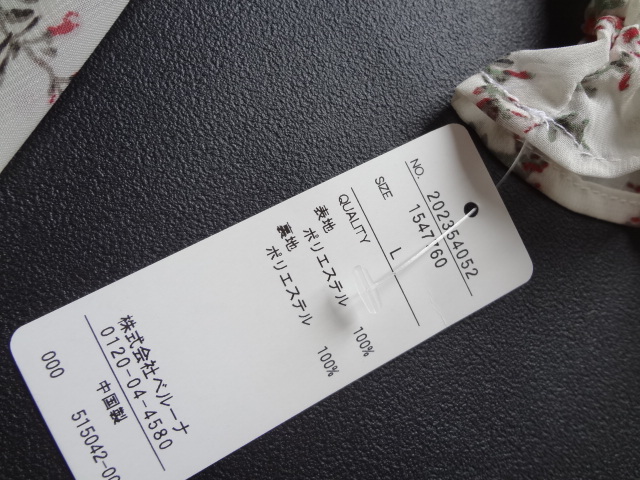 NO. 202354052
1547160
SIZE L
QUALITY
表地 ポリエステル 100%
裏地 ポリエステル 100%
株式会社ベルーナ
0120-04-4580
中国製
000 515042-00